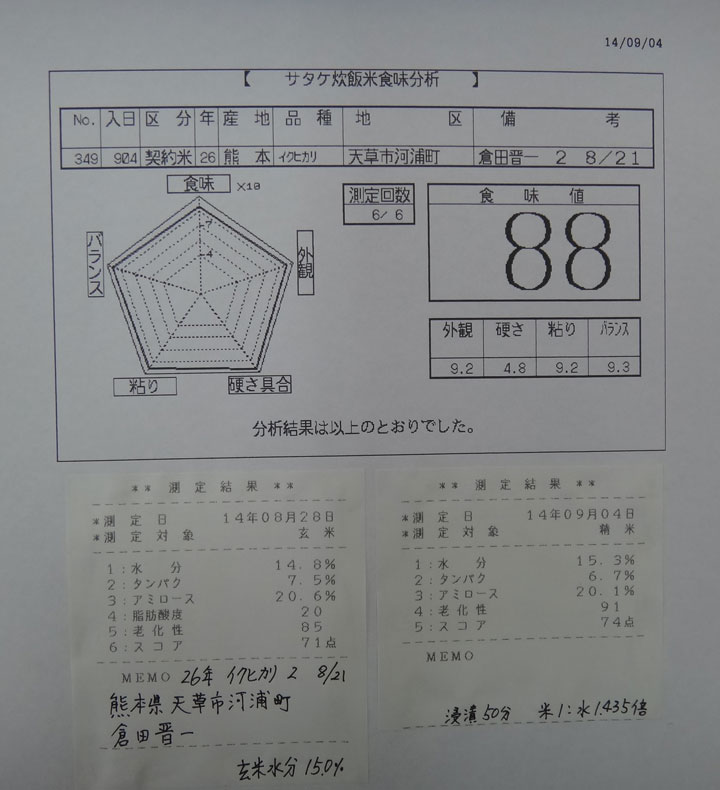 14/09/04
【 サタケ炊飯米食味分析 】
No. 入日 区分 年 産地 品種 地区 備考
349 904 契約米 26 熊本 イクヒカリ 天草市河浦町 倉田晋一 2 8/21
食味 ×10
7
4
バランス
外観
粘り
硬さ具合
測定回数
6/ 6
食味値
88
外観 硬さ 粘り バランス
9.2 4.8 9.2 9.3
分析結果は以上のとおりでした。
** 測定結果 **
*測定日 14年08月28日
*測定対象 玄米
1:水分 14.8%
2:タンパク 7.5%
3:アミロース 20.6%
4:脂肪酸度 20
5:老化性 85
6:スコア 71点
MEMO 26年 イクヒカリ 2 8/21
熊本県天草市河浦町
倉田晋一
玄米水分 15.0%
** 測定結果 **
*測定日 14年09月04日
*測定対象 精米
1:水分 15.3%
2:タンパク 6.7%
3:アミロース 20.1%
4:老化性 91
5:スコア 74点
MEMO
浸漬50分 米1:水1.435倍